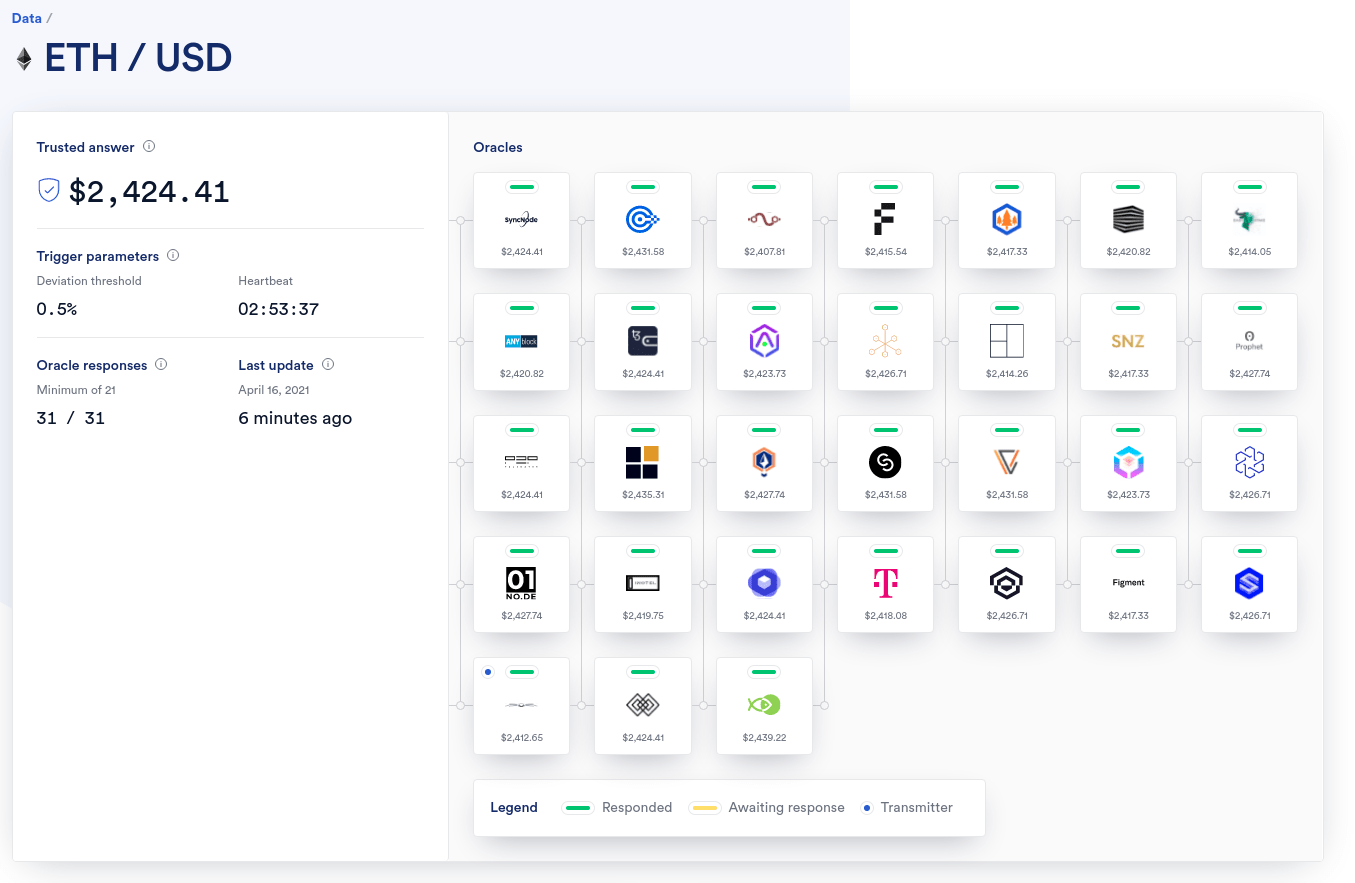 Data /
ETH / USD
Trusted answer
$2,424.41
Trigger parameters
Deviation threshold
Heartbeat
0.5%
02:53:37
Oracle responses
Last update
Minimum of 21
April 16, 2021
31 / 31
6 minutes ago
Oracles
SyncNode
$2,424.41 $2,431.58 $2,407.81 $2,415.54 $2,417.33 $2,420.82 $2,414.05
ANYblock SNZ Prophet
$2,420.82 $2,424.41 $2,423.73 $2,426.71 $2,414.26 $2,417.33 $2,427.74
$2,424.41 $2,435.31 $2,427.74 $2,431.58 $2,431.58 $2,423.73 $2,426.71
01 T Figment
NO.DE
$2,427.74 $2,419.75 $2,424.41 $2,418.08 $2,426.71 $2,417.33 $2,426.71
$2,412.65 $2,424.41 $2,439.22
Legend Responded Awaiting response Transmitter